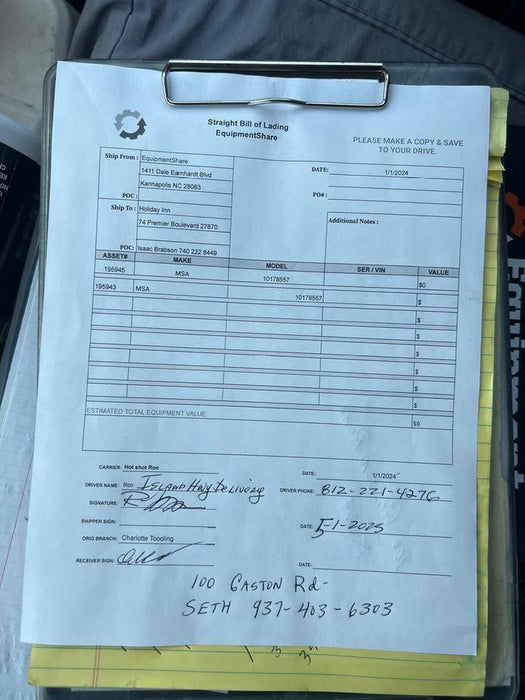 Straight Bill of Lading
EquipmentShare
PLEASE MAKE A COPY & SAVE
TO YOUR DRIVE.
Ship From : EquipmentShare
1411 Dale Earnhardt Blvd
Kannapolis NC 28083
POC :
DATE: 1/1/2024
PO# :
Ship To : Holiday Inn
74 Premier Boulevard 27870
POC: Isaac Brabson 740 222 8449
Additional Notes :
ASSET# MAKE MODEL SER / VIN VALUE
195945 MSA 10178557 $0
195943 MSA 10178557 $
$
$
$
$
$
$
ESTIMATED TOTAL EQUIPMENT VALUE $0
CARRIER: Hot shot Ron DATE: 1/1/2024
DRIVER NAME: Ron Island Hwy Delivery DRIVER PHONE: 812-221-4276
SIGNATURE:
SHIPPER SIGN: DATE: 5-1-2025
ORIG BRANCH: Charlotte Toooling
RECEIVER SIGN: DATE:
100 GASTON Rd-
SETH 937-403-6303